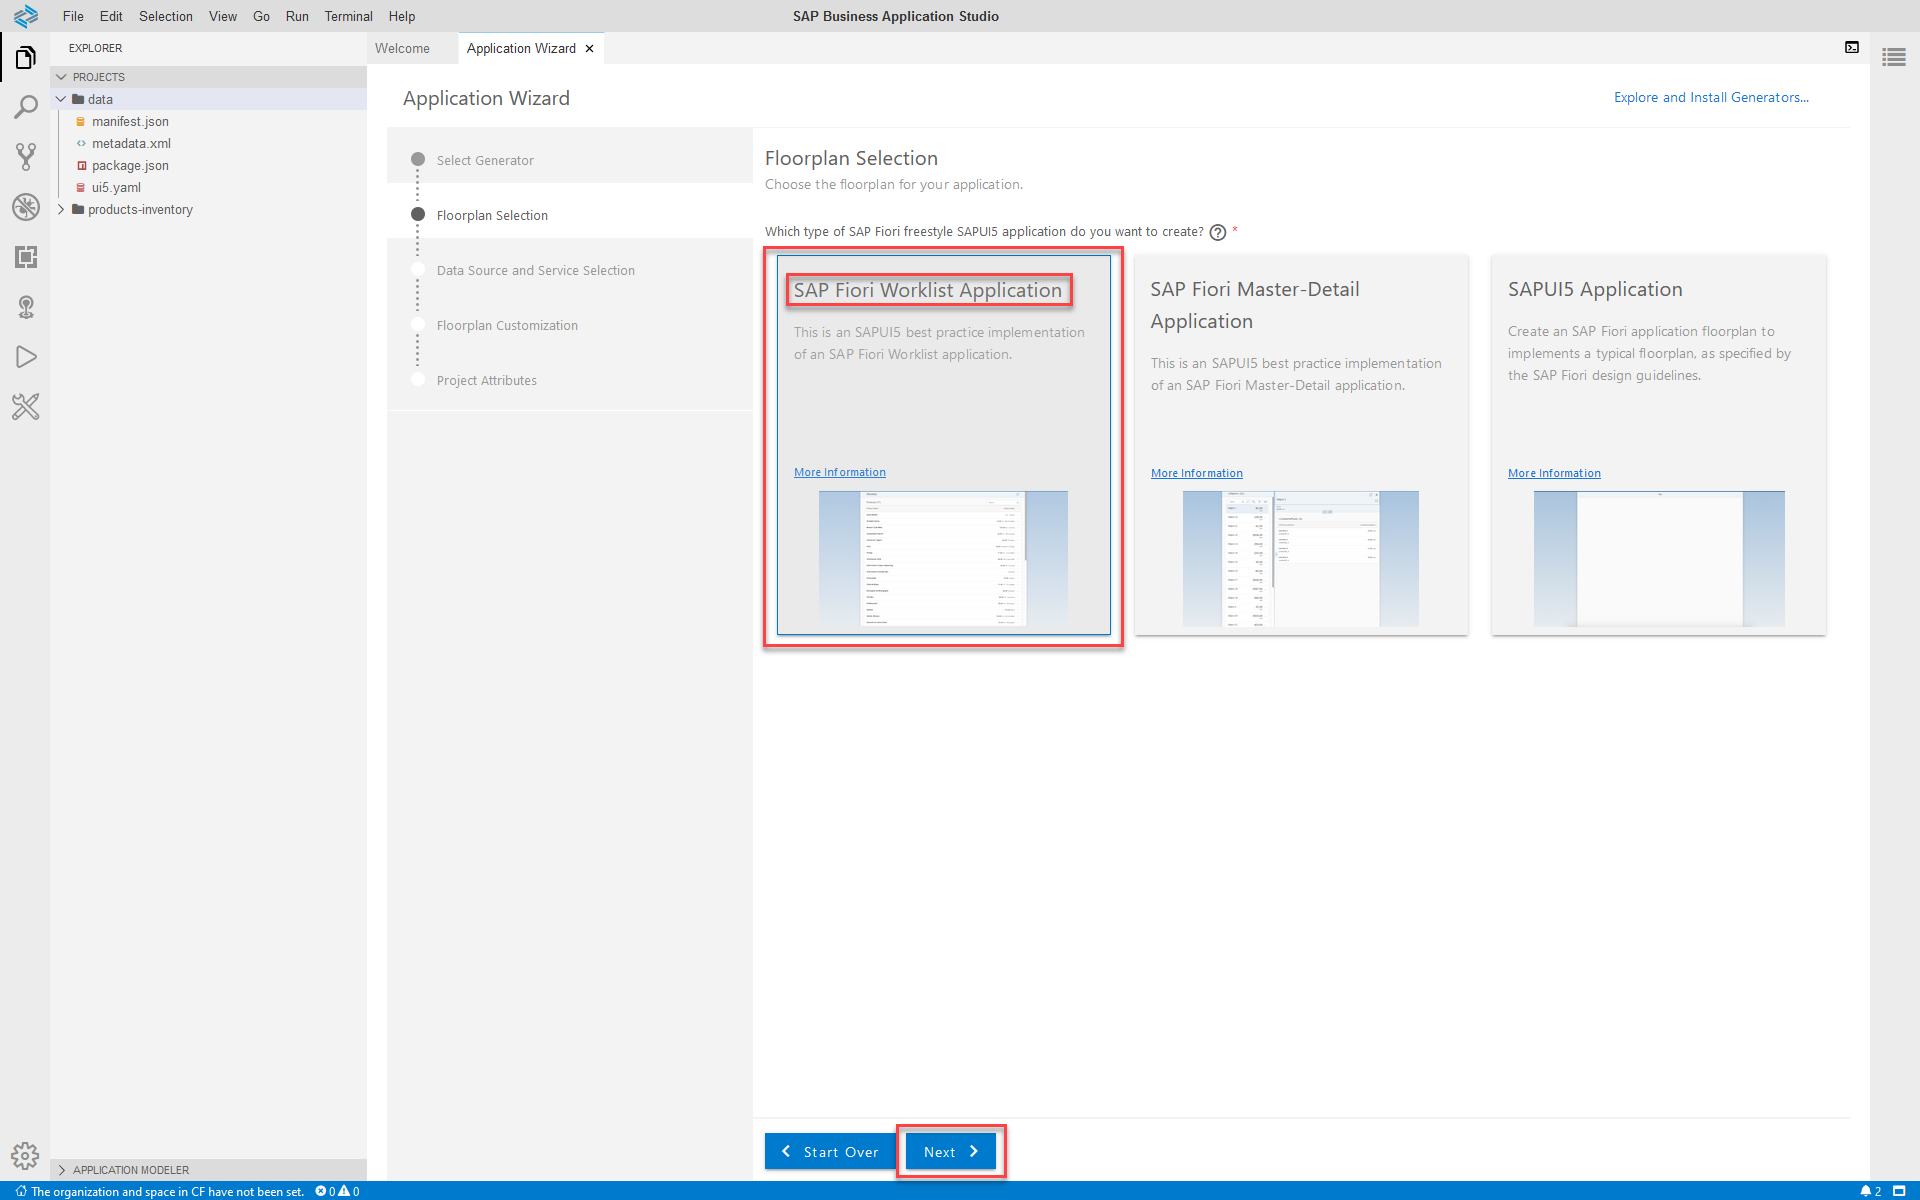 File Edit Selection View Go Run Terminal Help
SAP Business Application Studio
EXPLORER
PROJECTS
data
manifest.json
metadata.xml
package.json
ui5.yaml
products-inventory
APPLICATION MODELER
Welcome
Application Wizard
Application Wizard
Explore and Install Generators...
Select Generator
Floorplan Selection
Data Source and Service Selection
Floorplan Customization
Project Attributes
Floorplan Selection
Choose the floorplan for your application.
Which type of SAP Fiori freestyle SAPUI5 application do you want to create? *
SAP Fiori Worklist Application
This is an SAPUI5 best practice implementation
of an SAP Fiori Worklist application.
More Information
SAP Fiori Master-Detail
Application
This is an SAPUI5 best practice implementation
of an SAP Fiori Master-Detail application.
More Information
SAPUI5 Application
Create an SAP Fiori application floorplan to
implements a typical floorplan, as specified by
the SAP Fiori design guidelines.
More Information
Start Over
Next
The organization and space in CF have not been set. 0 0
2